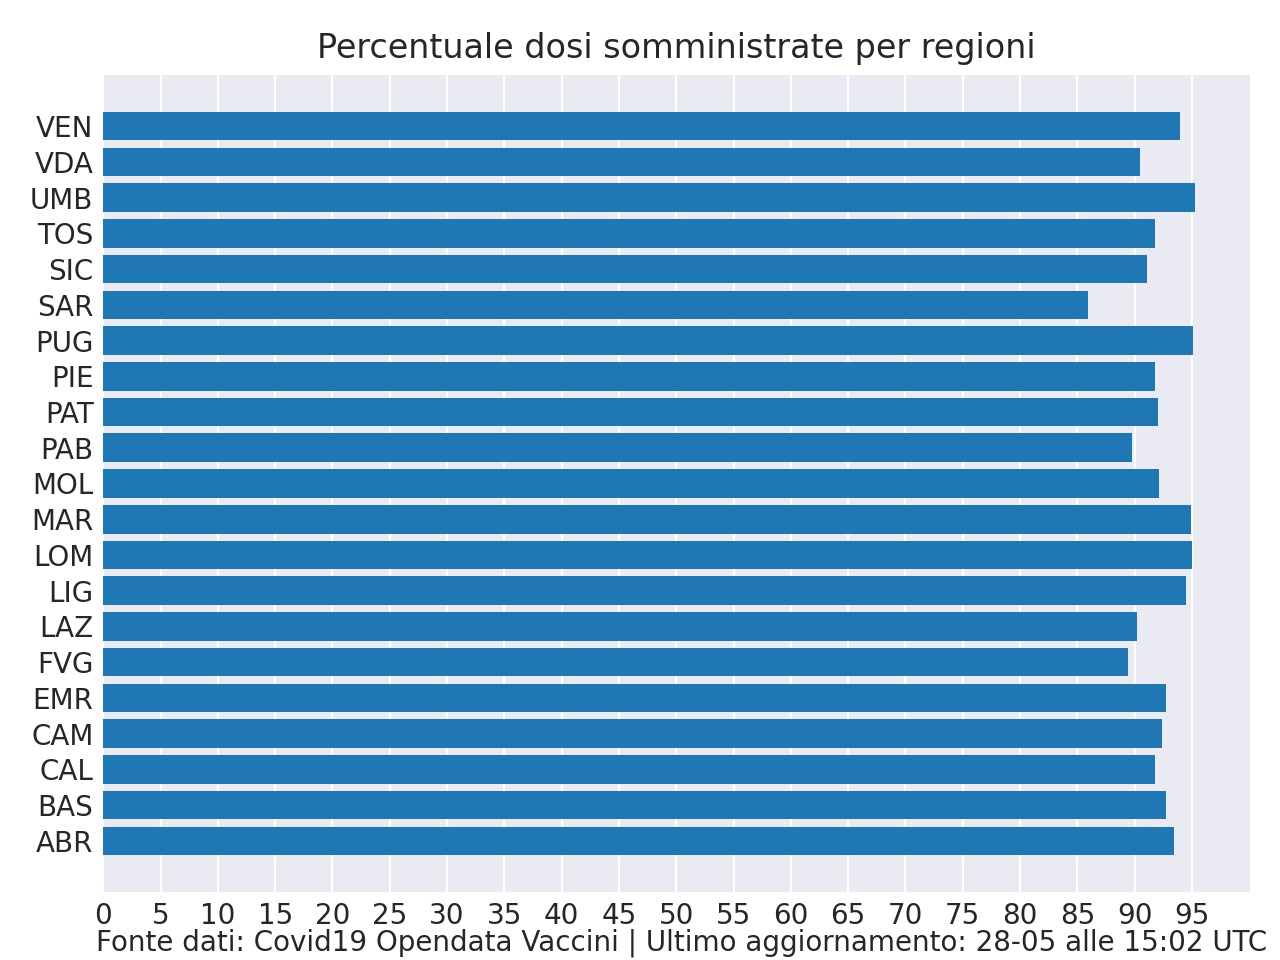 Percentuale dosi somministrate per regioni
VEN
VDA
UMB
TOS
SIC
SAR
PUG
PIE
PAT
PAB
MOL
MAR
LOM
LIG
LAZ
FVG
EMR
CAM
CAL
BAS
ABR
0 5 10 15 20 25 30 35 40 45 50 55 60 65 70 75 80 85 90 95
Fonte dati: Covid19 Opendata Vaccini | Ultimo aggiornamento: 28-05 alle 15:02 UTC